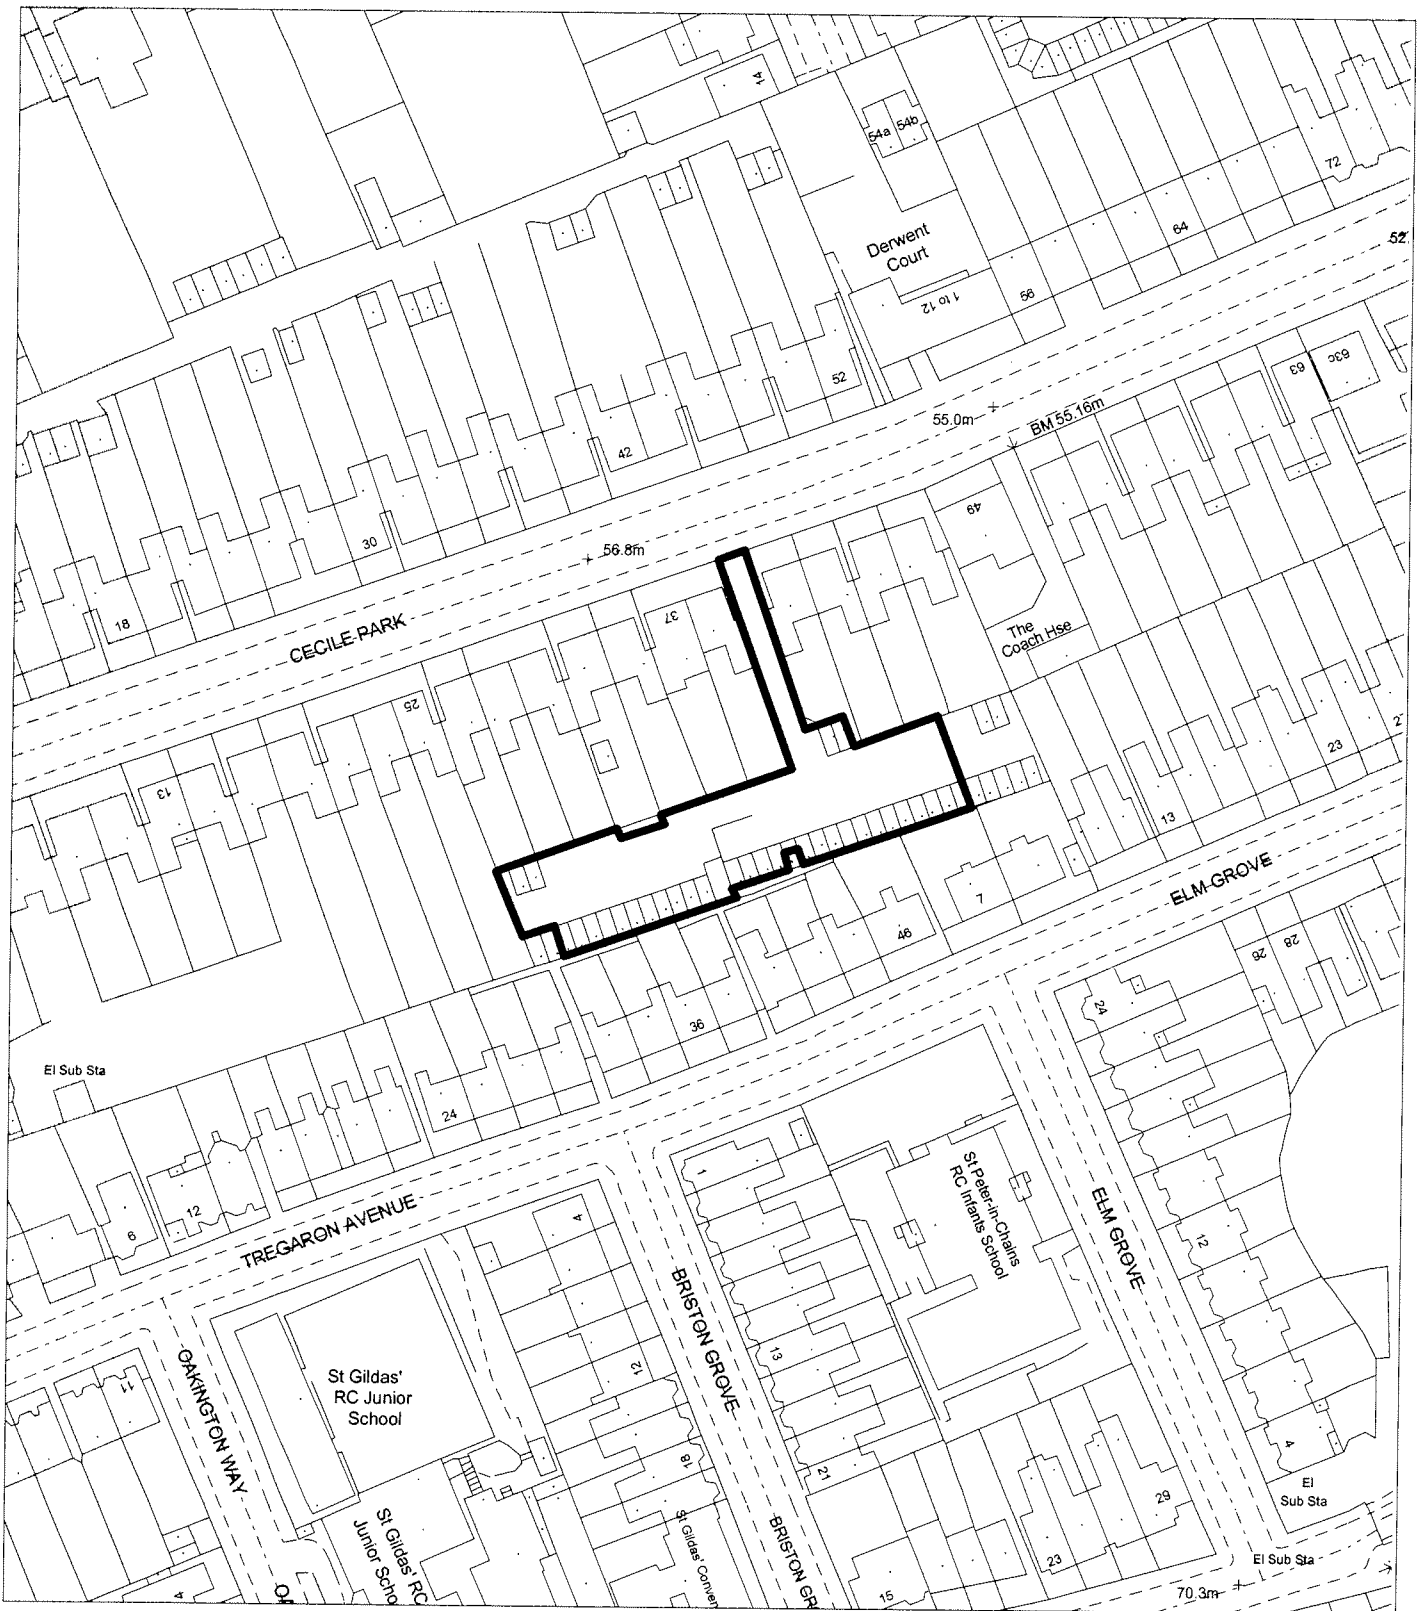 14
54a
54b
72
Derwent
Court
64
52
1 to 12
56
52
63
63c
55.0m
BM 55.16m
42
30
56.8m
49
18
CECILE PARK
37
The
Coach Hse
25
13
23
2
13
ELM GROVE
7
46
26
28
24
36
El Sub Sta
24
1
St Peter-in-Chains
RC Infants School
6
12
TREGARON AVENUE
4
ELM GROVE
12
BRISTON GROVE
13
12
OAKINGTON WAY
11
St Gildas'
RC Junior
School
18
21
4
El
Sub Sta
29
St Gildas' RC
Junior Scho
St Gildas' Conven
BRISTON GR
23
El Sub Sta
15
70.3m
4
OA